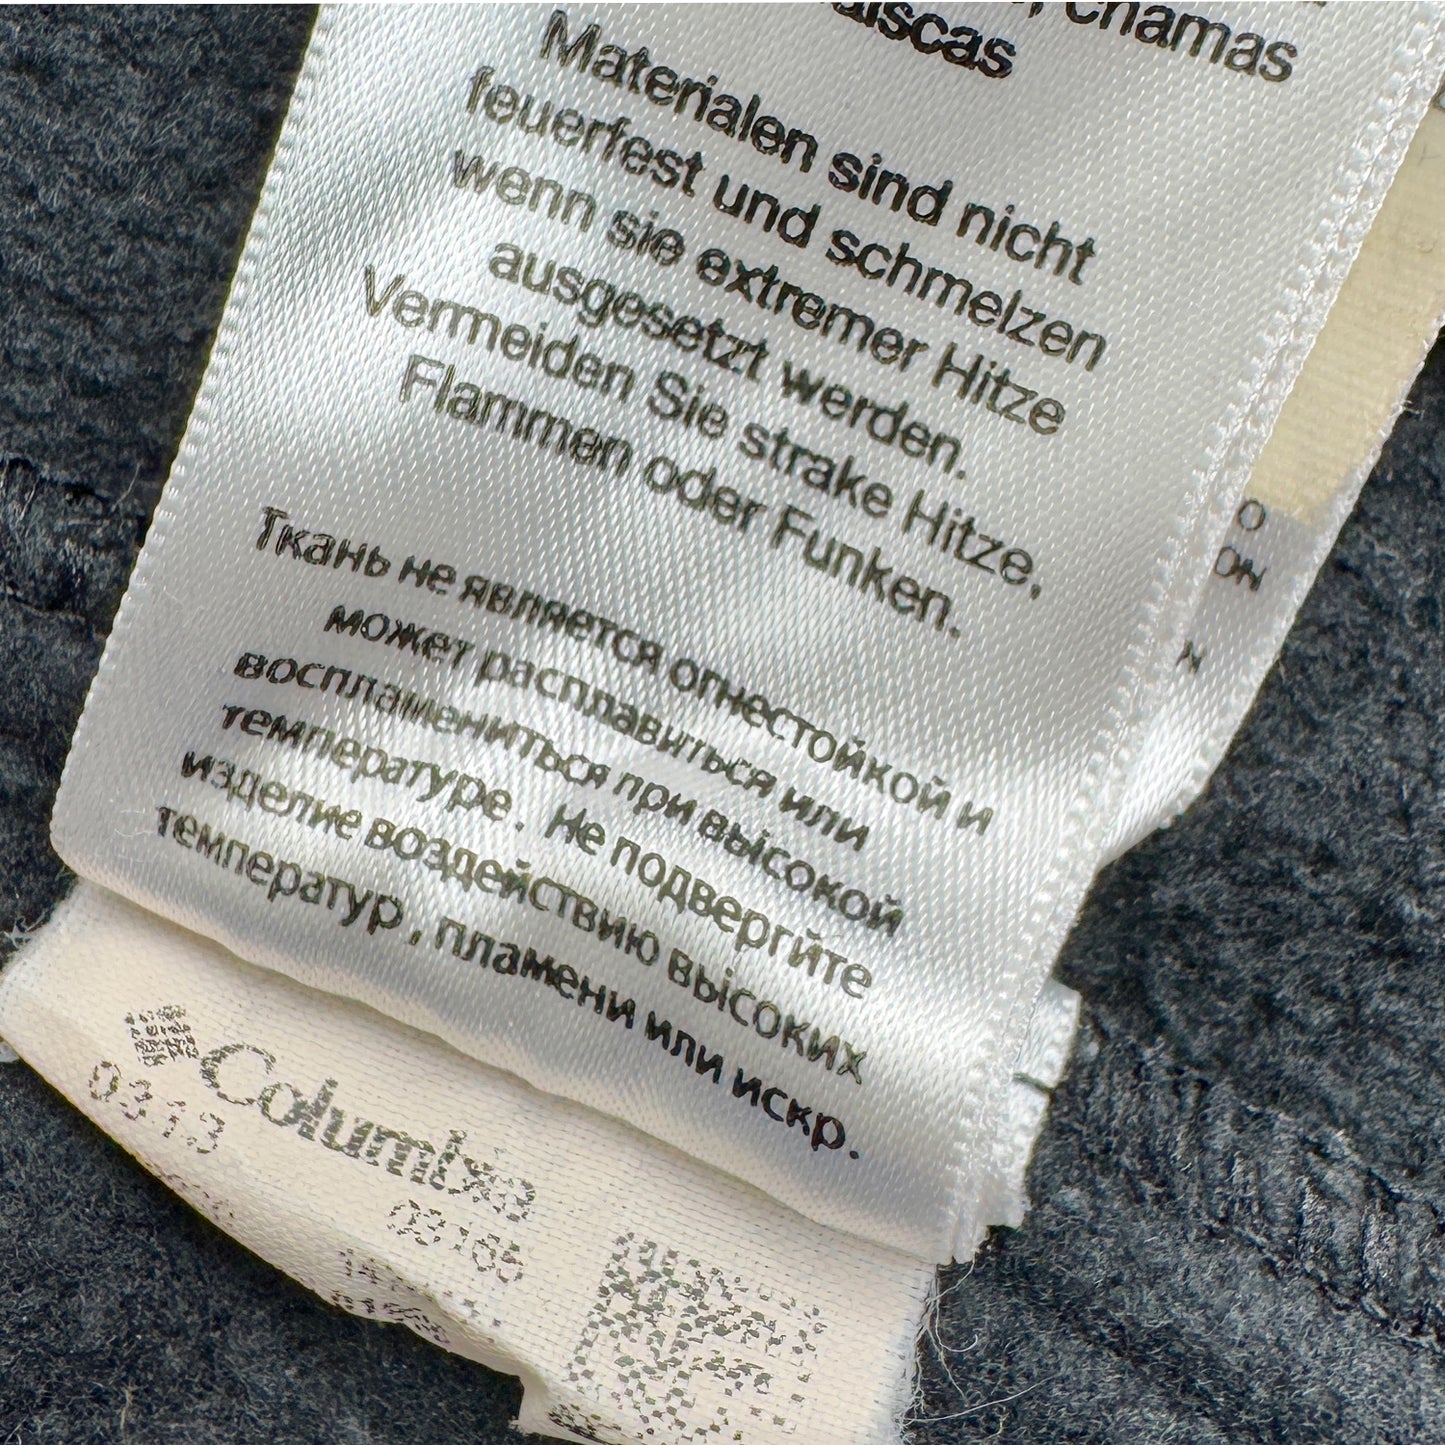 chamas
Materialen sind nicht
feuerfest und schmelzen
wenn sie extremer Hitze
ausgesetzt werden.
Vermeiden Sie strake Hitze,
Flammen oder Funken.
Ткань не является огнестойкой и
может расплавиться или
воспламениться при высокой
температуре . Не подвергйте
изделие воздействию высоких
температур , пламени или искр.
Columbia